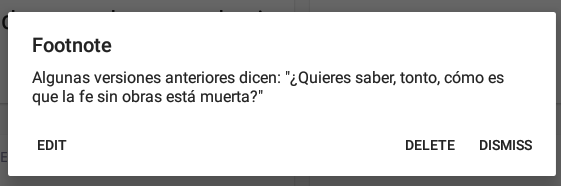 Footnote
Algunas versiones anteriores dicen: "¿Quieres saber, tonto, cómo es
que la fe sin obras está muerta?"
EDIT
DELETE
DISMISS